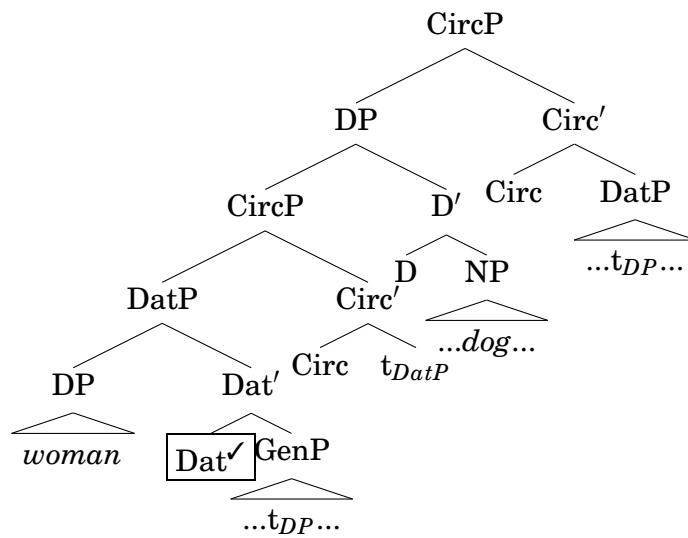 CircP
DP Circ′
CircP D′ Circ DatP
DatP Circ′ D NP ...t_DP...
DP Dat′ Circ t_DatP ...dog...
woman Dat✓ GenP
...t_DP...